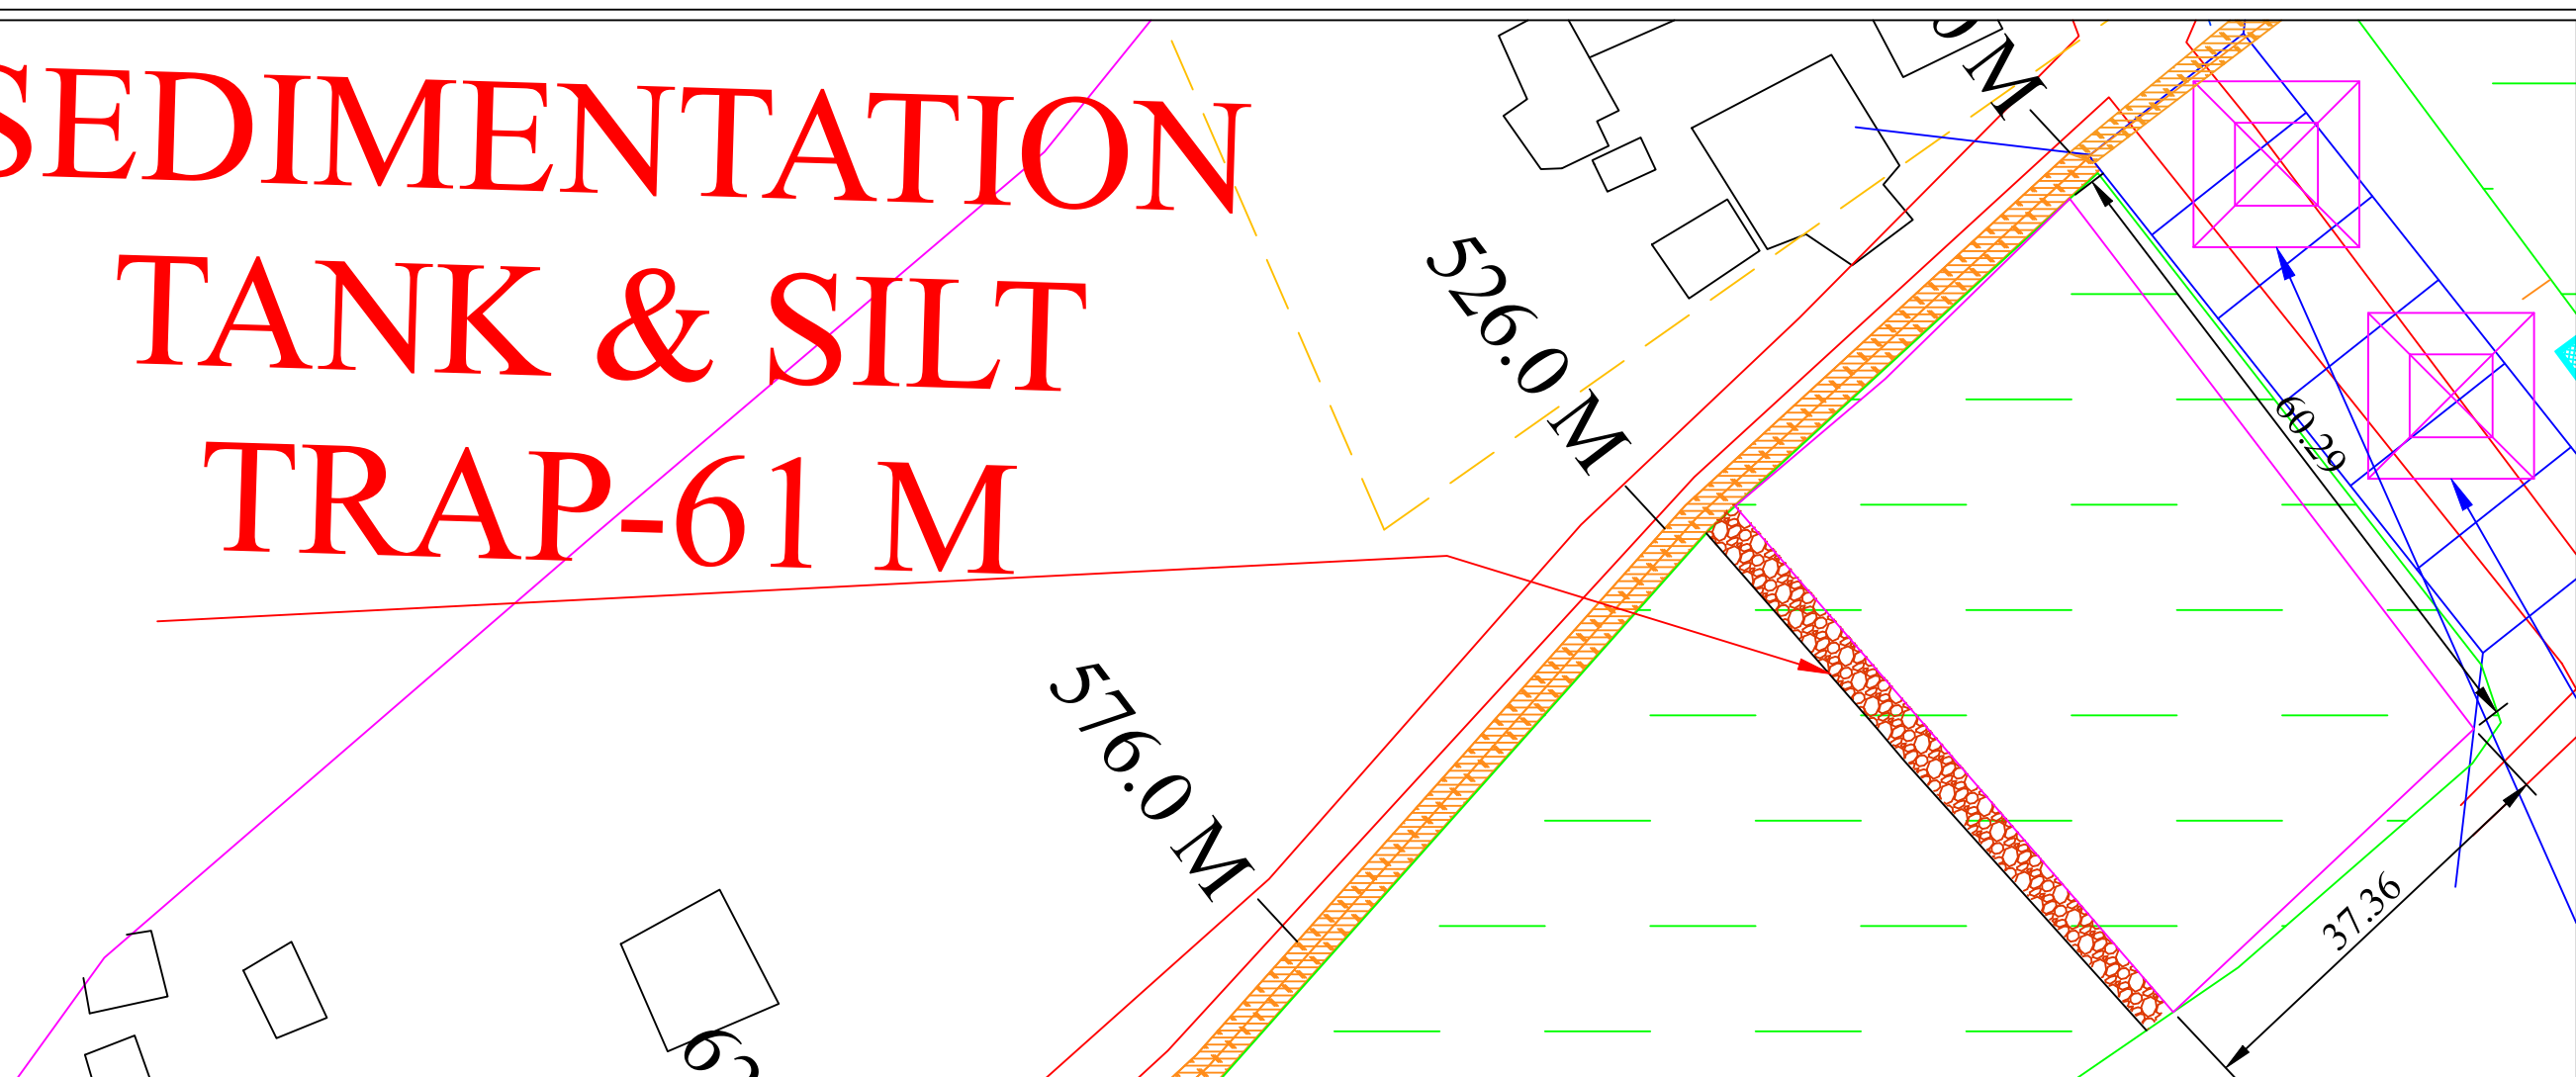 SEDIMENTATION
TANK & SILT
TRAP-61 M
M
526.0 M
60.29
576.0 M
37.36